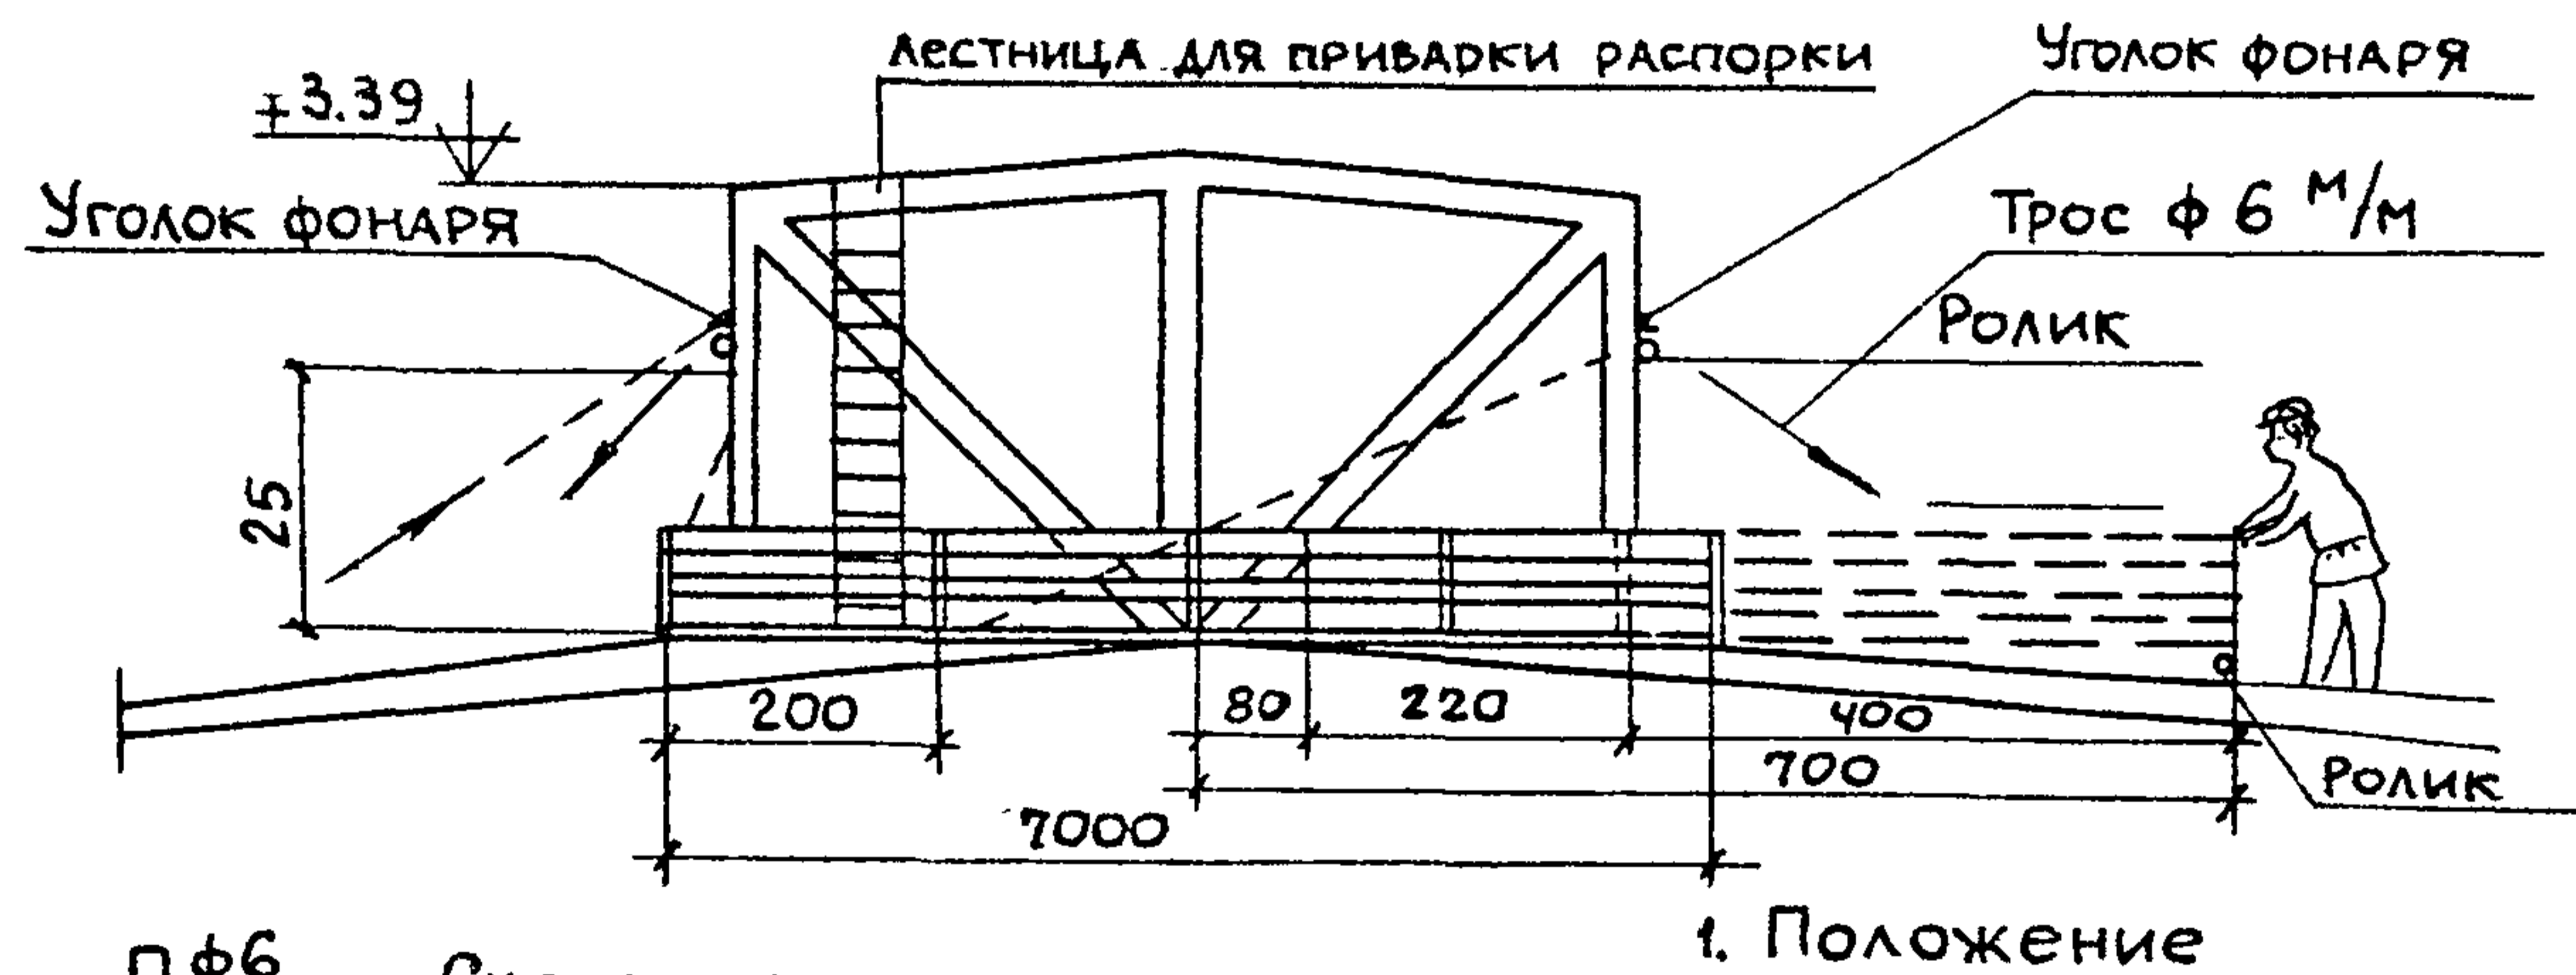 Лестница для приварки распорки
Уголок фонаря
+3.39
Уголок фонаря
Трос ф 6 м/м
Ролик
25
200
80
220
400
700
Ролик
7000
1. Положение
ф6